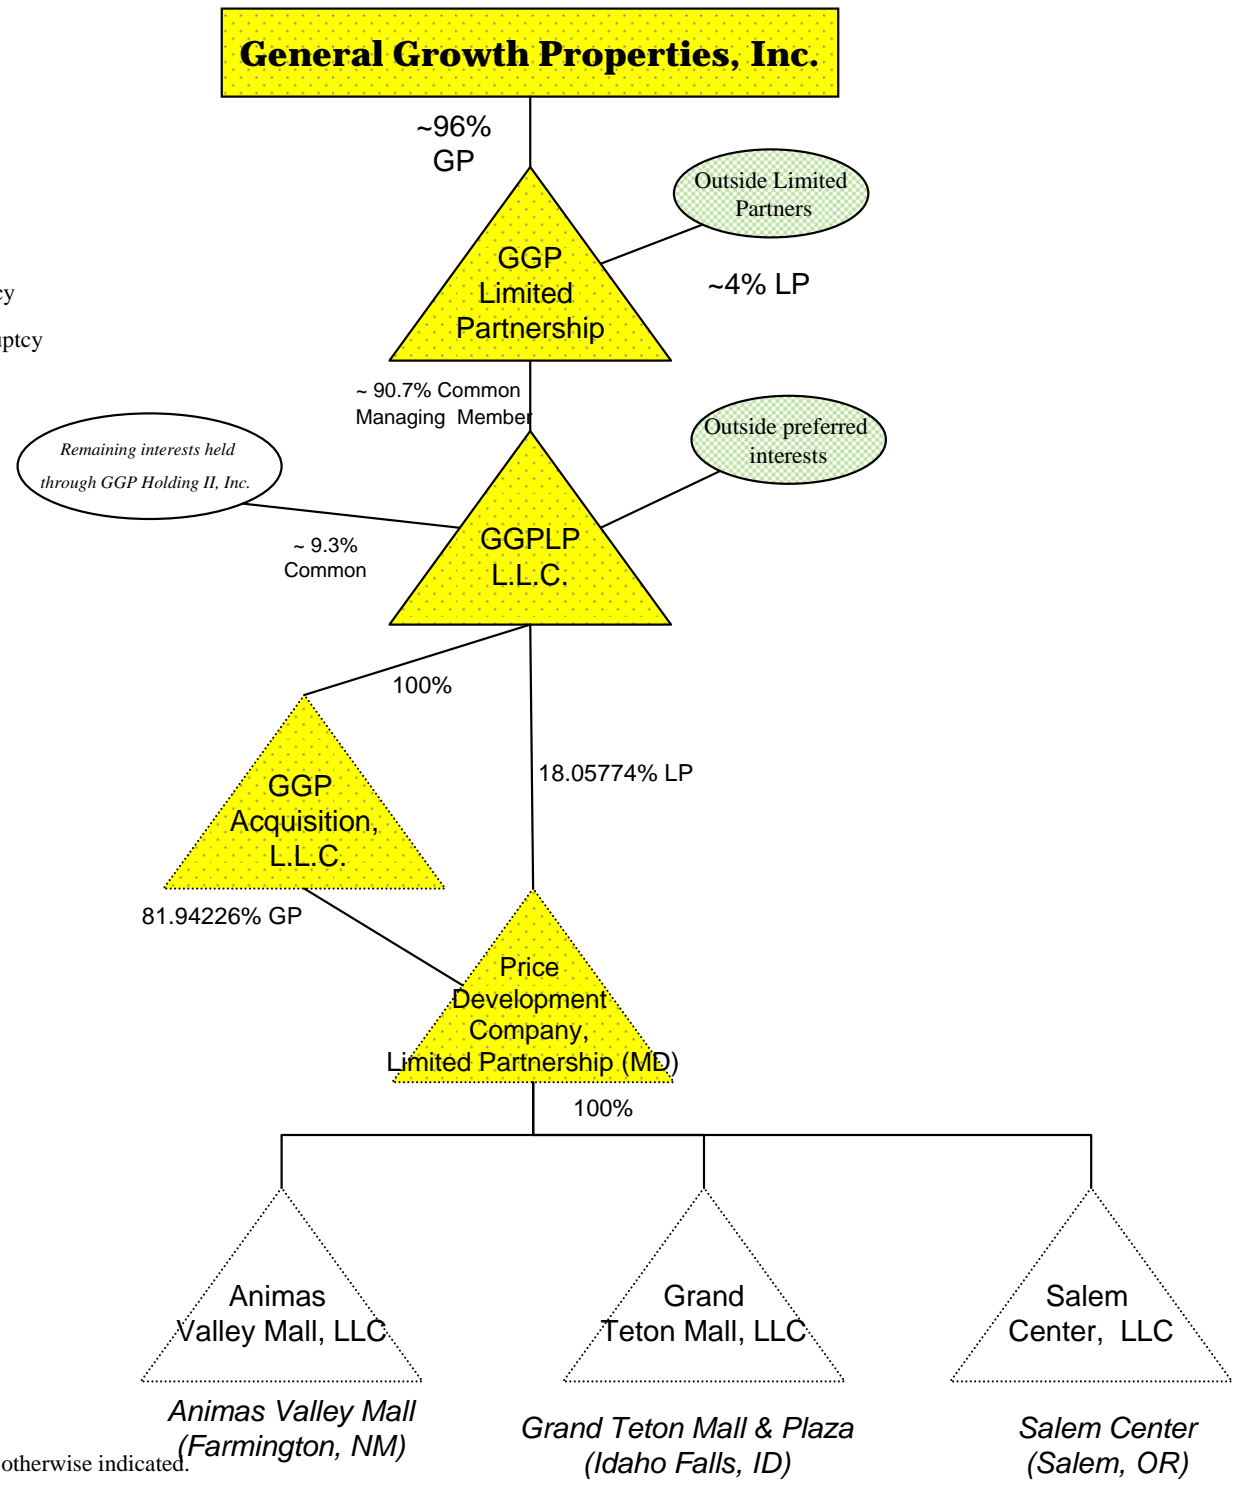 General Growth Properties, Inc.
~96%
GP
Outside Limited
Partners
GGP
Limited
Partnership
~4% LP
cy
uptcy
~ 90.7% Common
Managing Member
Outside preferred
interests
Remaining interests held
through GGP Holding II, Inc.
~ 9.3%
Common
GGPLP
L.L.C.
100%
18.05774% LP
GGP
Acquisition,
L.L.C.
81.94226% GP
Price
Development
Company,
Limited Partnership (MD)
100%
Animas
Valley Mall, LLC
Grand
Teton Mall, LLC
Salem
Center, LLC
Animas Valley Mall
(Farmington, NM)
Grand Teton Mall & Plaza
(Idaho Falls, ID)
Salem Center
(Salem, OR)
otherwise indicated.